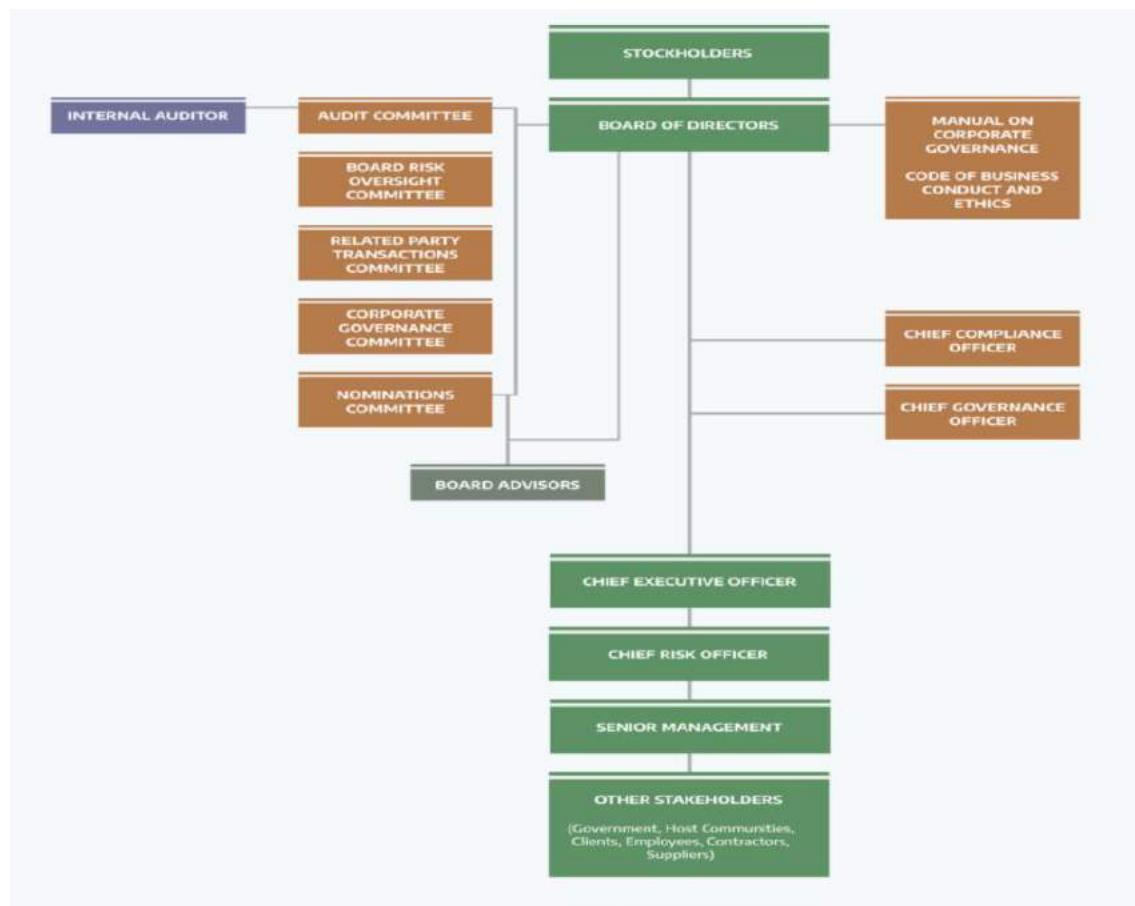 STOCKHOLDERS
INTERNAL AUDITOR
AUDIT COMMITTEE
BOARD OF DIRECTORS
MANUAL ON
CORPORATE
GOVERNANCE
CODE OF BUSINESS
CONDUCT AND
ETHICS
BOARD RISK
OVERSIGHT
COMMITTEE
RELATED PARTY
TRANSACTIONS
COMMITTEE
CORPORATE
GOVERNANCE
COMMITTEE
CHIEF COMPLIANCE
OFFICER
NOMINATIONS
COMMITTEE
CHIEF GOVERNANCE
OFFICER
BOARD ADVISORS
CHIEF EXECUTIVE OFFICER
CHIEF RISK OFFICER
SENIOR MANAGEMENT
OTHER STAKEHOLDERS
(Government, Host Communities,
Clients, Employees, Contractors,
Suppliers)